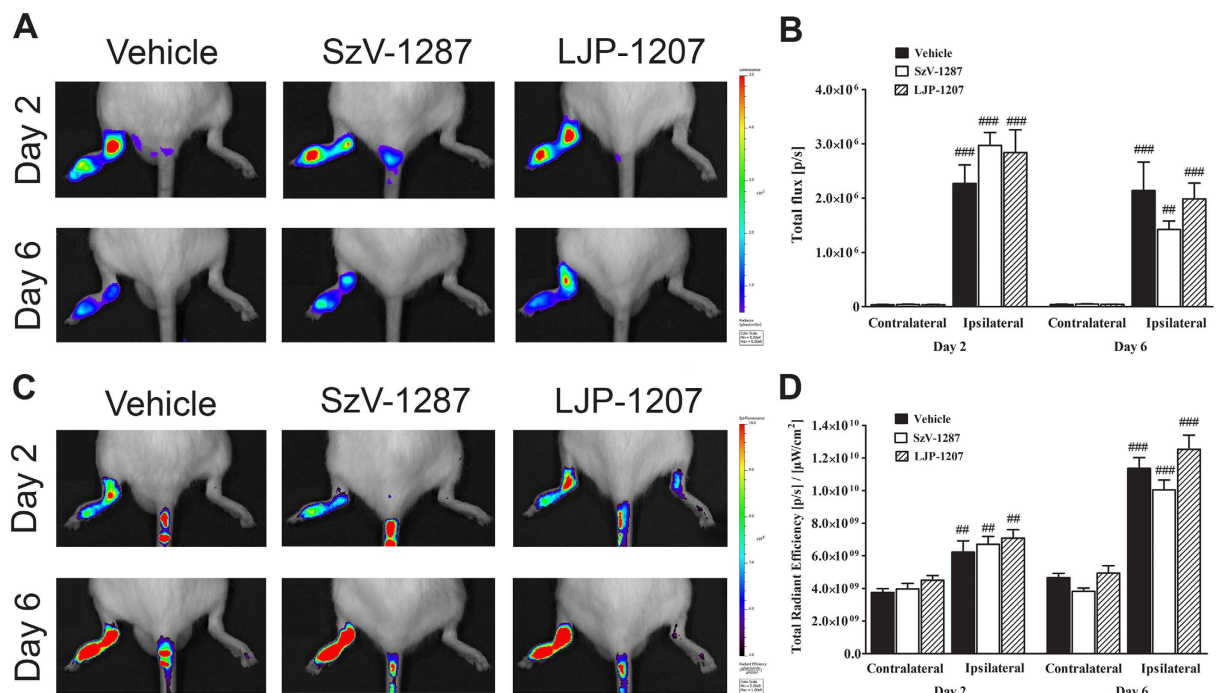 A
Vehicle
SzV-1287
LJP-1207
Day 2
Day 6
B
Vehicle
SzV-1287
LJP-1207
Total flux [p/s]
4.0×10⁶
3.0×10⁶
2.0×10⁶
1.0×10⁶
0
###
###
###
###
##
###
Contralateral
Ipsilateral
Contralateral
Ipsilateral
Day 2
Day 6
C
Vehicle
SzV-1287
LJP-1207
Day 2
Day 6
D
Vehicle
SzV-1287
LJP-1207
Total Radiant Efficiency [p/s] / [µW/cm²]
1.4×10¹⁰
1.2×10¹⁰
1.0×10¹⁰
8.0×10⁰⁹
6.0×10⁰⁹
4.0×10⁰⁹
2.0×10⁰⁹
0.0
##
##
##
###
###
###
Contralateral
Ipsilateral
Contralateral
Ipsilateral
Day 2
Day 6